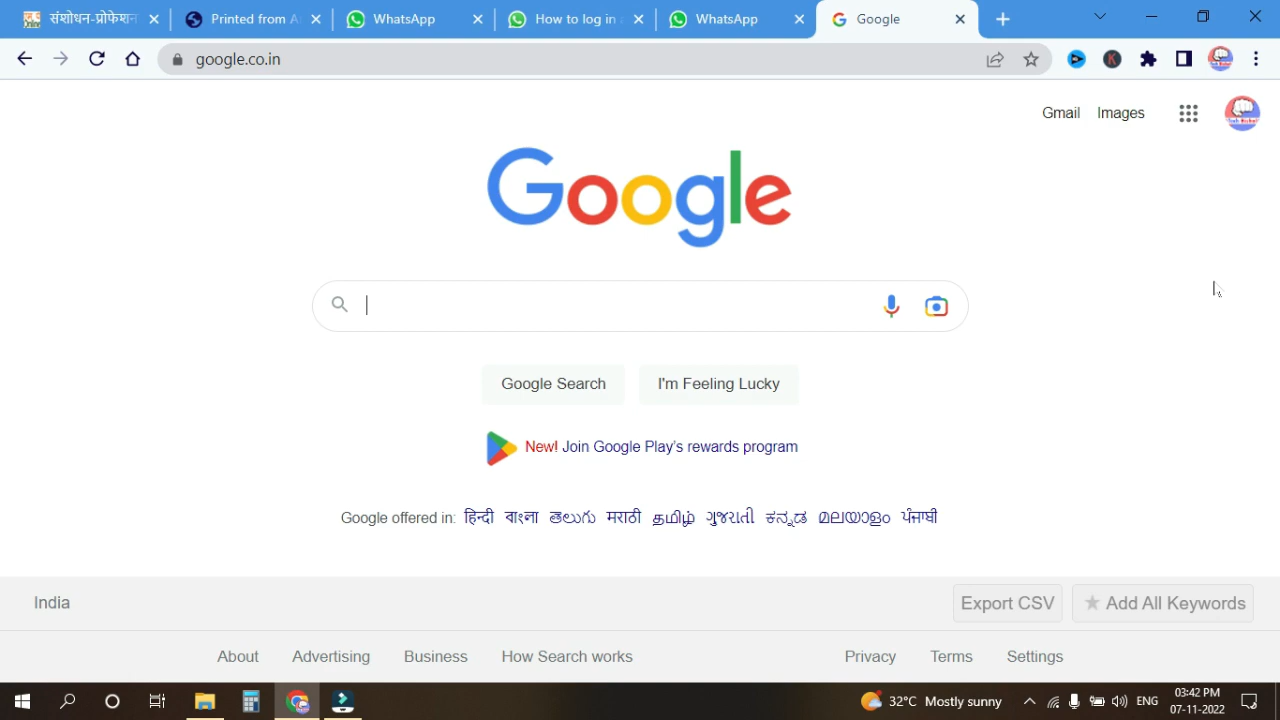 संशोधन-प्रोफेशन
Printed from A
WhatsApp
How to log in
WhatsApp
Google
google.co.in
Gmail Images
Google
Google Search I'm Feeling Lucky
New! Join Google Play's rewards program
Google offered in: हिन्दी বাংলা తెలుగు मराठी தமிழ் ગુજરાતી ಕನ್ನಡ മലയാളം ਪੰਜਾਬੀ
India
Export CSV Add All Keywords
About Advertising Business How Search works Privacy Terms Settings
32°C Mostly sunny ENG
03:42 PM
07-11-2022